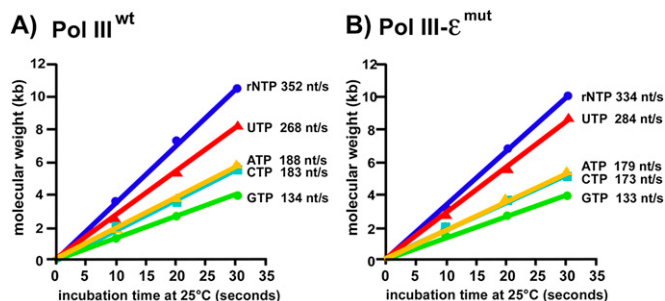 A) Pol III wt
molecular weight (kb)
12
10
8
6
4
2
0
rNTP 352 nt/s
UTP 268 nt/s
ATP 188 nt/s
CTP 183 nt/s
GTP 134 nt/s
0 5 10 15 20 25 30 35
incubation time at 25°C (seconds)
B) Pol III-ε mut
molecular weight (kb)
12
10
8
6
4
2
0
rNTP 334 nt/s
UTP 284 nt/s
ATP 179 nt/s
CTP 173 nt/s
GTP 133 nt/s
0 5 10 15 20 25 30 35
incubation time at 25°C (seconds)